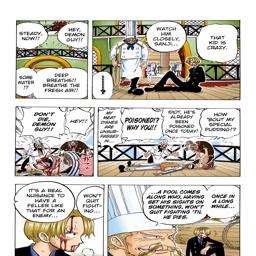 THAT KID
IS
CRAZY.
WATCH
HIM
CLOSELY,
SANJI...
HEY,
DEMON
GUY!!
STEADY,
NOW!!
DEEP
BREATHS!!
BREATHE THE
FRESH AIR!!
SOME
WATER
!?
HOW
'BOUT MY
SPECIAL
PUDDING!?
IDIOT, HE'S
ALREADY
BEEN
POISONED
ONCE TODAY!
POISONED!?
WHY YOU!!
MY
MEAT
DISHES
ARE
HEY!!
DON'T
DIE,
DEMON
GUY!!
ONCE IN
A LONG
WHILE...
...A FOOL COMES
ALONG WHO, HAVING
SET HIS SIGHTS ON
SOMETHING, WON'T
QUIT FIGHTING 'TIL
HE DIES.
WON'T
QUIT
FIGHT-
ING...
IT'S A REAL
NUISANCE TO
HAVE A FELLER
LIKE THAT FOR
AN ENEMY...